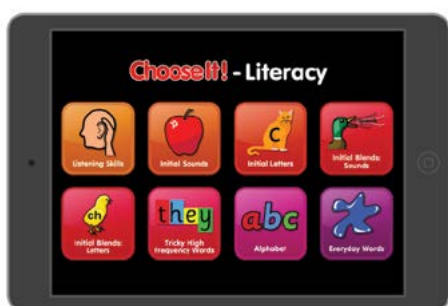 ChooseIt! - Literacy
c
Listening Skills
Initial Sounds
Initial Letters
Initial Blends:
Sounds
ch
they
abc
Initial Blends:
Letters
Tricky High
Frequency Words
Alphabet
Everyday Words